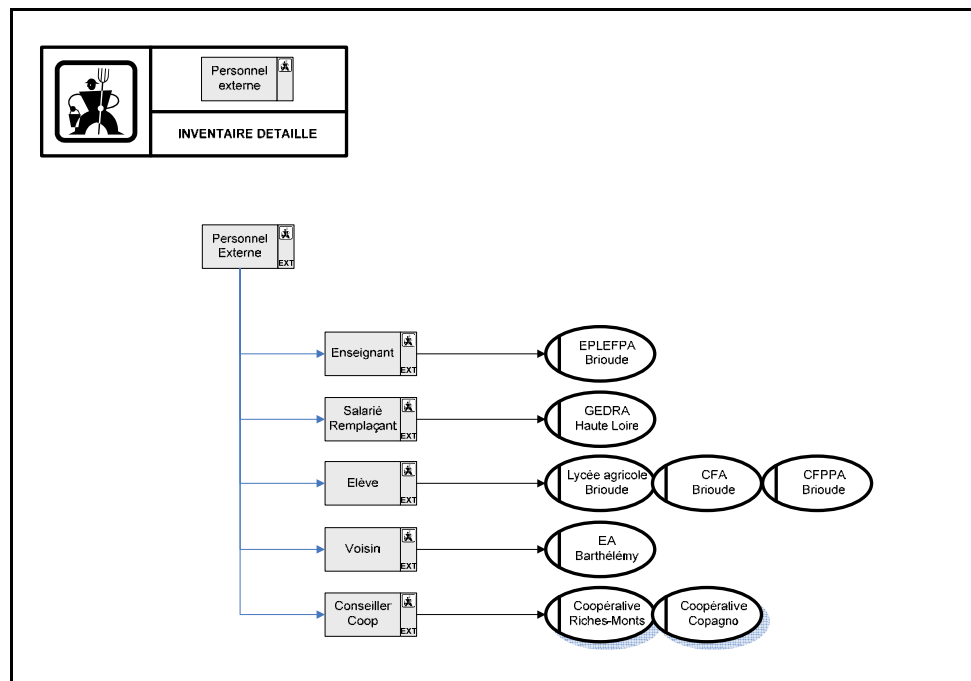 Personnel
externe
INVENTAIRE DETAILLE
Personnel
Externe
EXT
Enseignant
EXT
EPLEFPA
Brioude
Salarié
Remplaçant
EXT
GEDRA
Haute Loire
Elève
EXT
Lycée agricole
Brioude
CFA
Brioude
CFPPA
Brioude
Voisin
EXT
EA
Barthélémy
Conseiller
Coop
EXT
Coopérative
Riches-Monts
Coopérative
Copagno